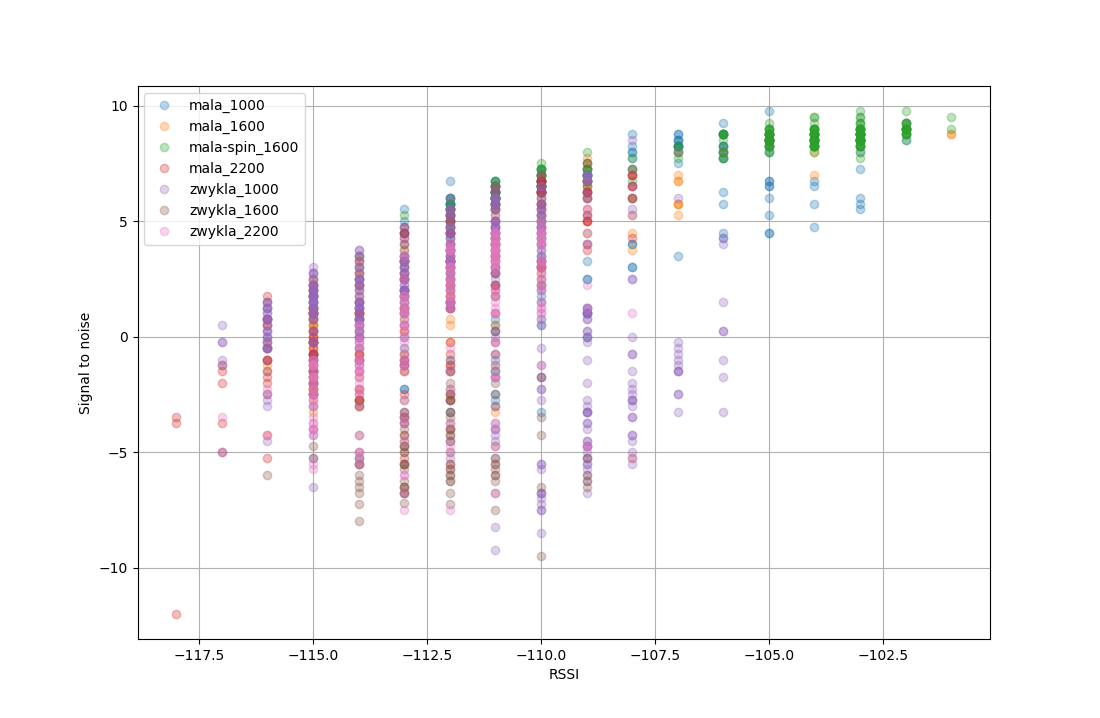 mala_1000
mala_1600
mala-spin_1600
mala_2200
zwykla_1000
zwykla_1600
zwykla_2200
Signal to noise
10
5
0
−5
−10
−117.5 −115.0 −112.5 −110.0 −107.5 −105.0 −102.5
RSSI